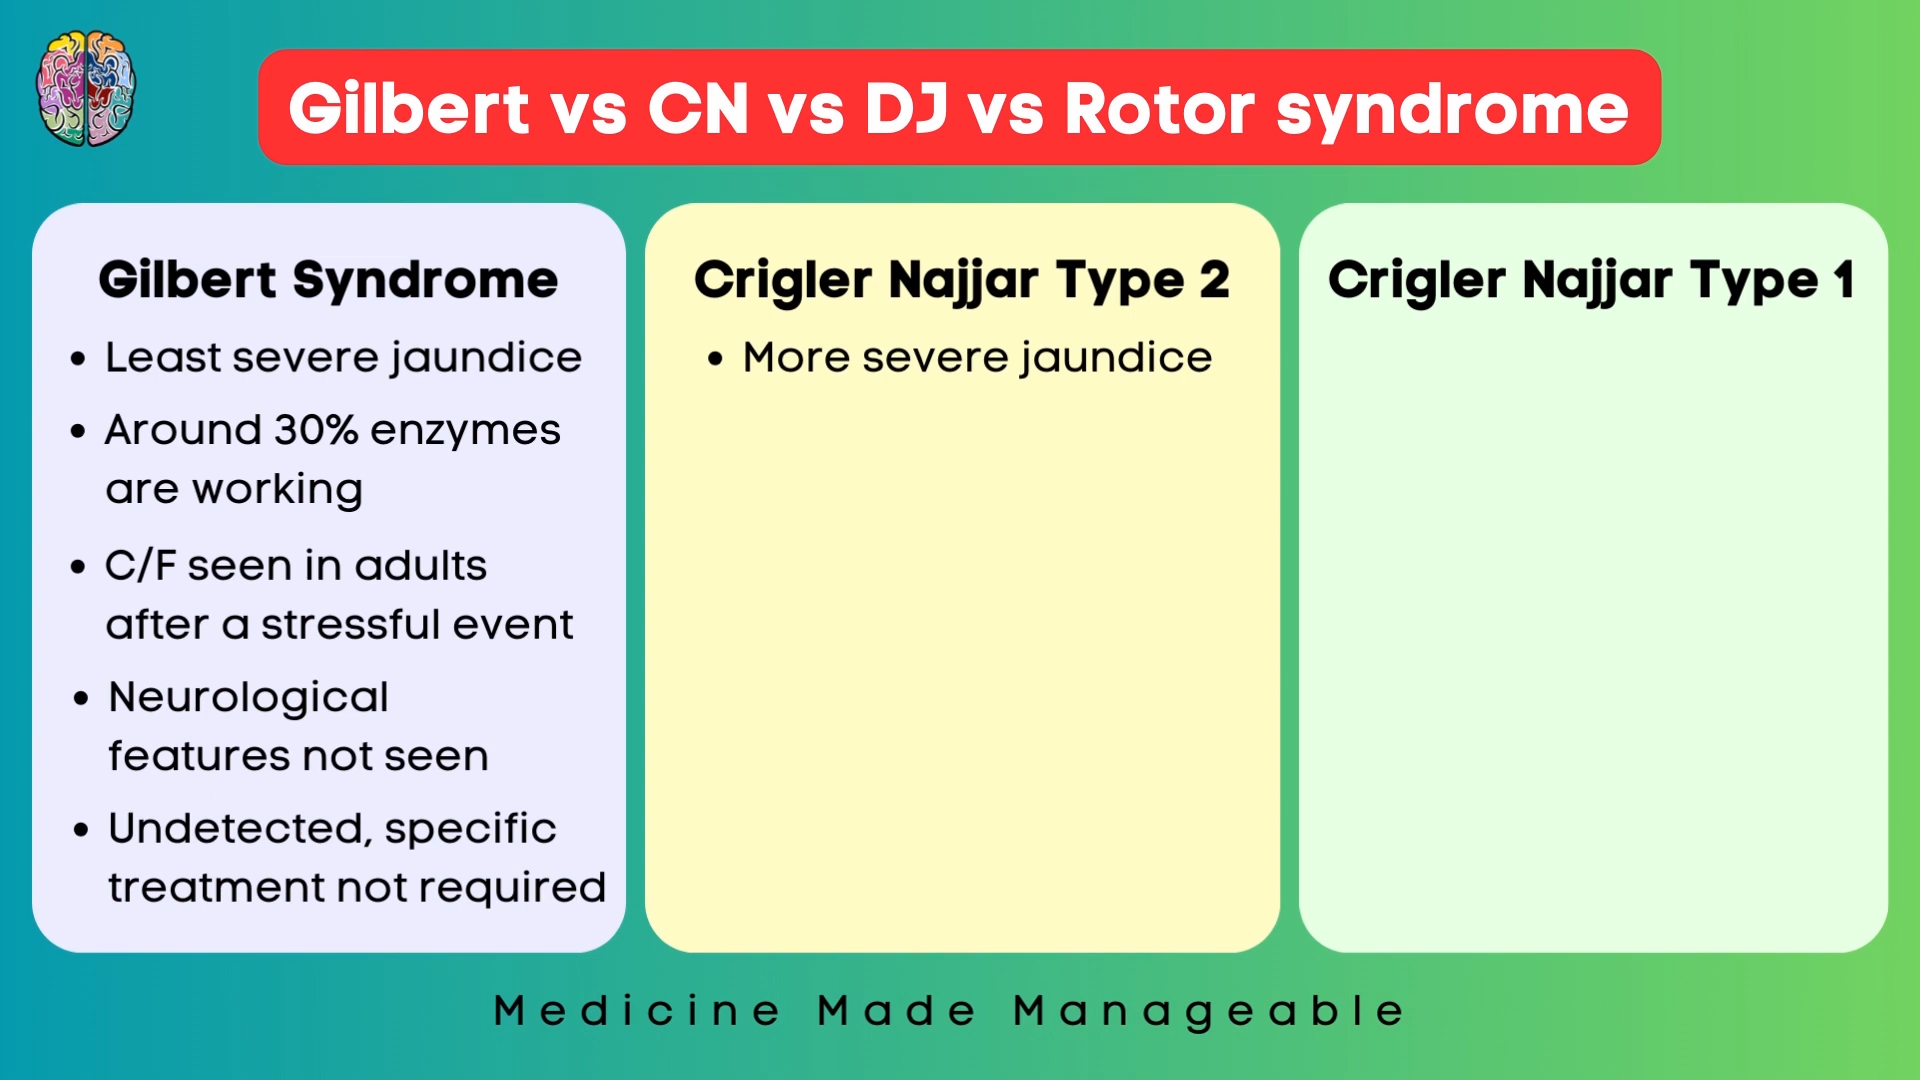 Gilbert vs CN vs DJ vs Rotor syndrome
Gilbert Syndrome
• Least severe jaundice
• Around 30% enzymes
are working
• C/F seen in adults
after a stressful event
• Neurological
features not seen
• Undetected, specific
treatment not required
Crigler Najjar Type 2
• More severe jaundice
Crigler Najjar Type 1
Medicine Made Manageable